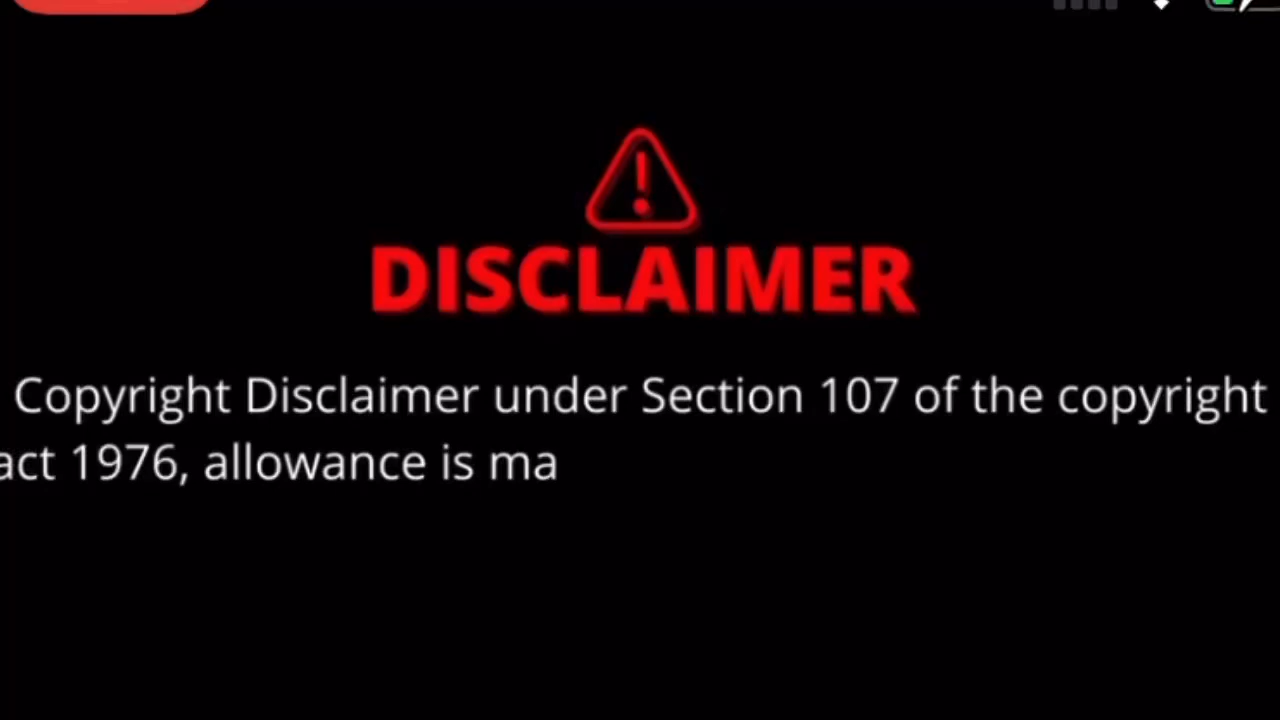 DISCLAIMER
Copyright Disclaimer under Section 107 of the copyright
act 1976, allowance is ma